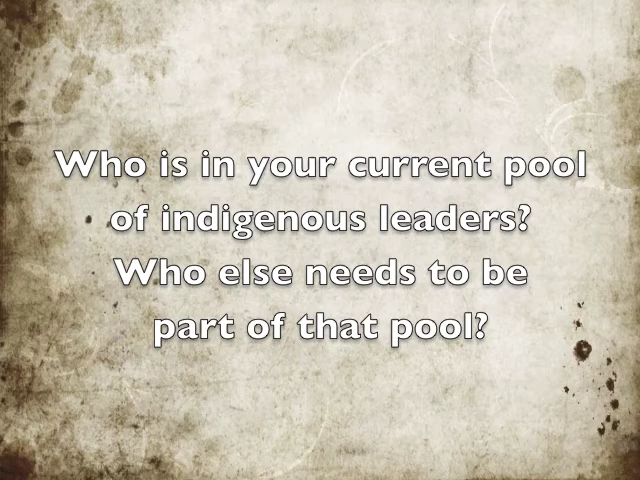 Who is in your current pool
of indigenous leaders?
Who else needs to be
part of that pool?